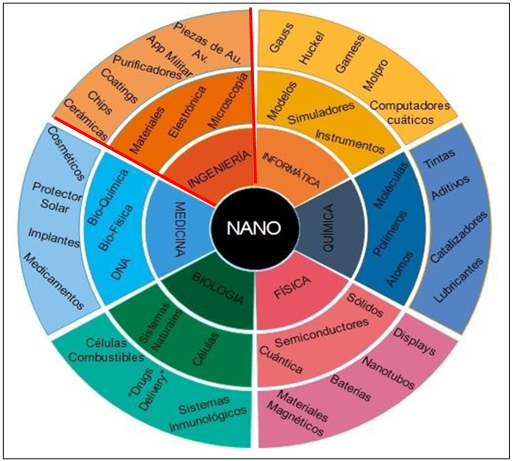 NANO
INGENIERÍA
Materiales
Electrónica
Microscopía
Cerámicas
Chips
Coatings
Purificadores
App Militar
Piezas de Au.
Av.
INFORMÁTICA
Modelos
Simuladores
Instrumentos
Gauss
Huckel
Gamess
Molpro
Computadores
cuáticos
QUÍMICA
Moléculas
Polímeros
Átomos
Tintas
Aditivos
Catalizadores
Lubricantes
FÍSICA
Sólidos
Semiconductores
Cuántica
Displays
Nanotubos
Baterias
Materiales
Magnéticos
BIOLOGIA
Sistemas
Naturales
Células
Células
Combustibles
"Drugs
Delivery"
Sistemas
Inmunológicos
MEDICINA
Bio-Química
Bio-Física
DNA
Cosméticos
Protector
Solar
Implantes
Medicamentos